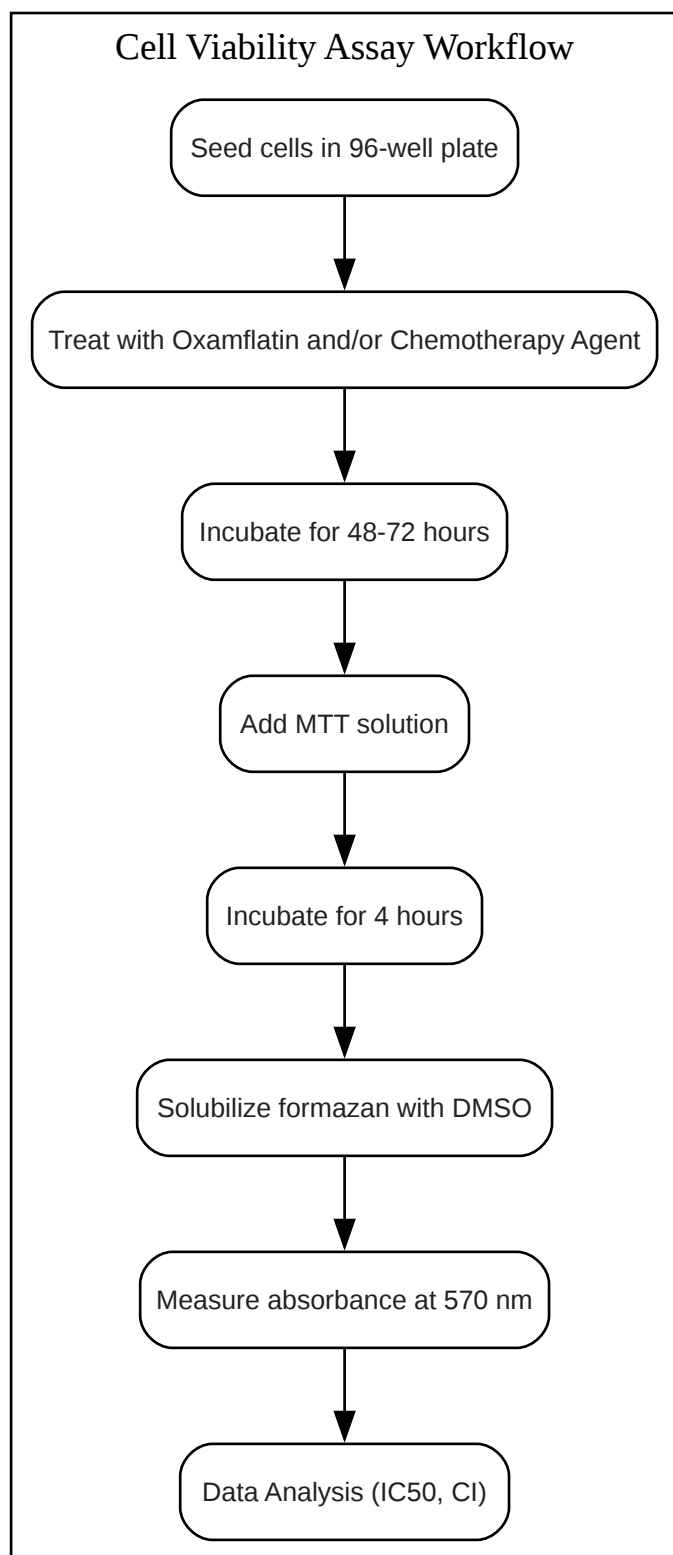 Cell Viability Assay Workflow
Seed cells in 96-well plate
Treat with Oxamflatin and/or Chemotherapy Agent
Incubate for 48-72 hours
Add MTT solution
Incubate for 4 hours
Solubilize formazan with DMSO
Measure absorbance at 570 nm
Data Analysis (IC50, CI)